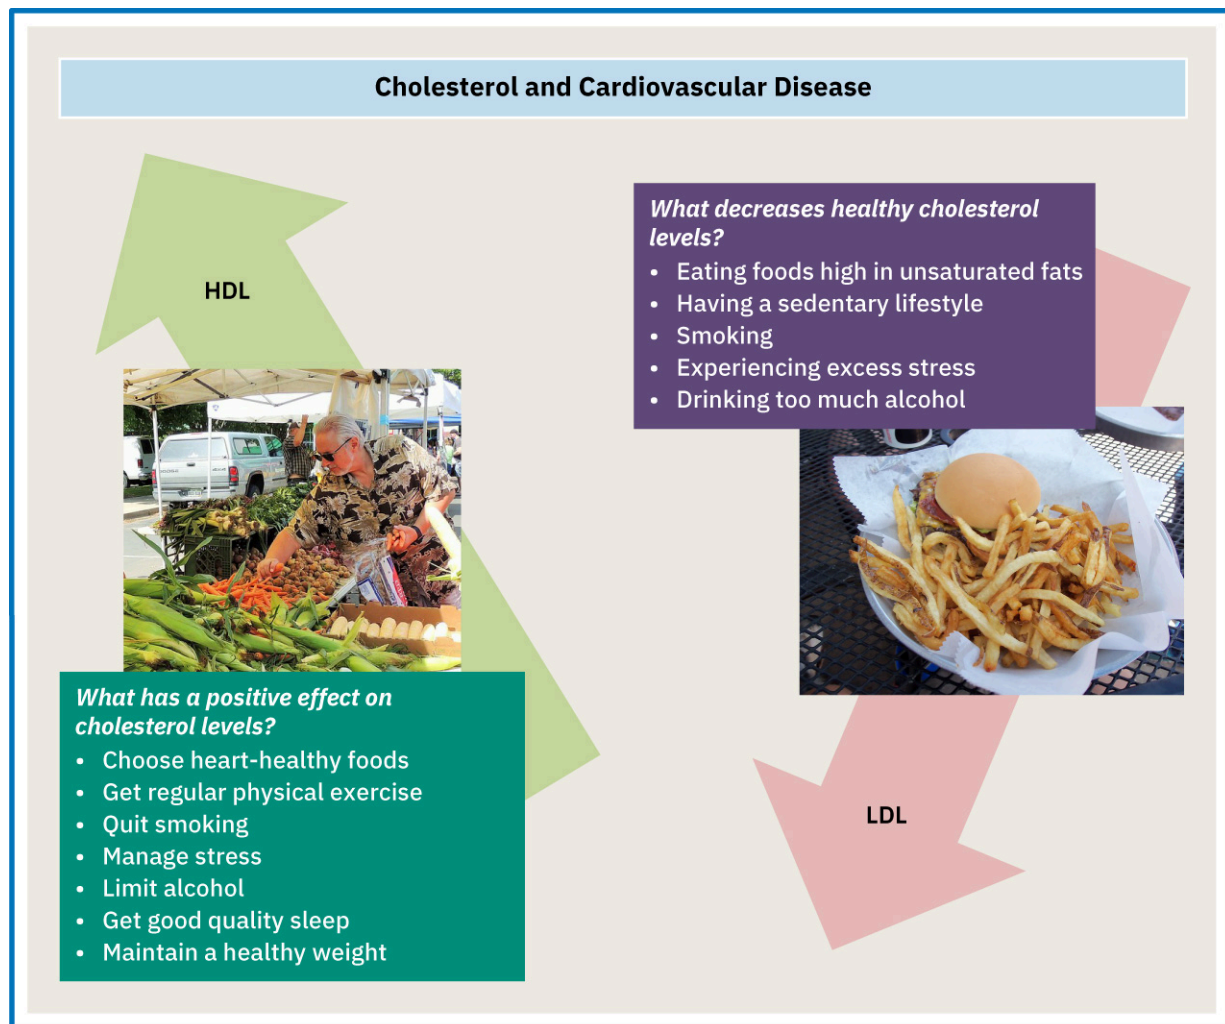 Cholesterol and Cardiovascular Disease
HDL
What has a positive effect on
cholesterol levels?
• Choose heart-healthy foods
• Get regular physical exercise
• Quit smoking
• Manage stress
• Limit alcohol
• Get good quality sleep
• Maintain a healthy weight
What decreases healthy cholesterol
levels?
• Eating foods high in unsaturated fats
• Having a sedentary lifestyle
• Smoking
• Experiencing excess stress
• Drinking too much alcohol
LDL